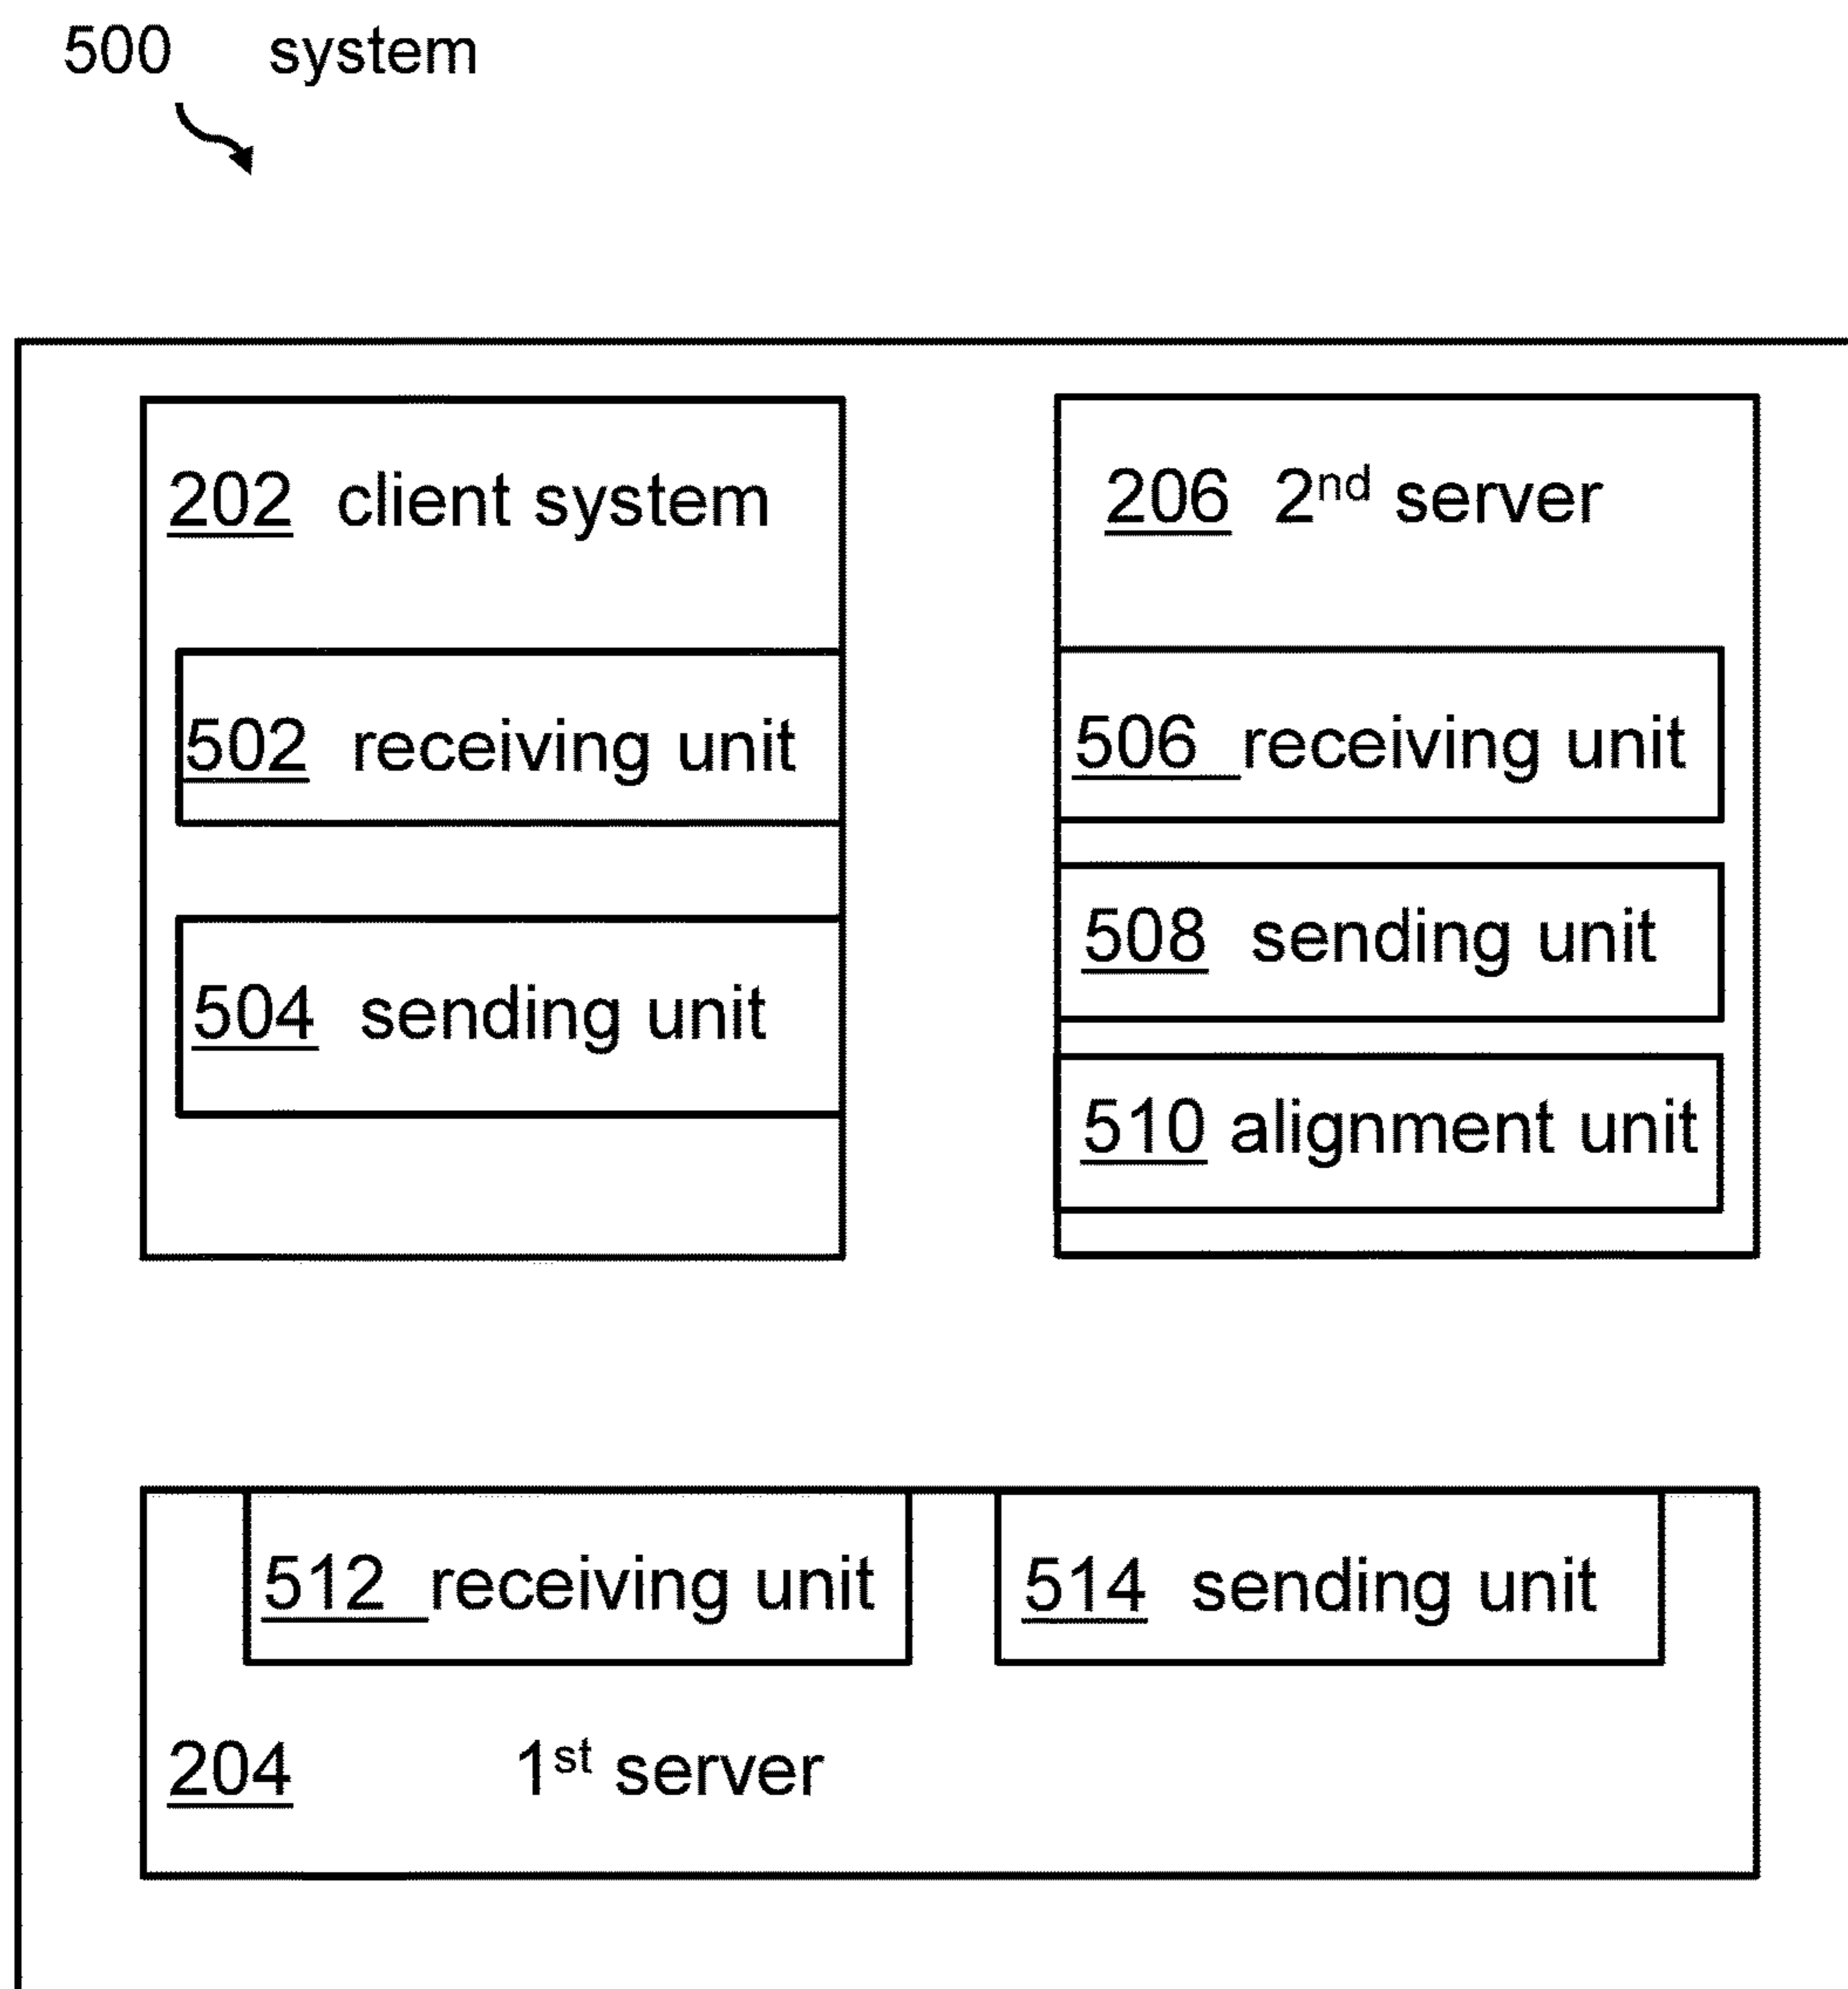 500 system
202 client system
502 receiving unit
504 sending unit
206 2nd server
506 receiving unit
508 sending unit
510 alignment unit
512 receiving unit
514 sending unit
204 1st server